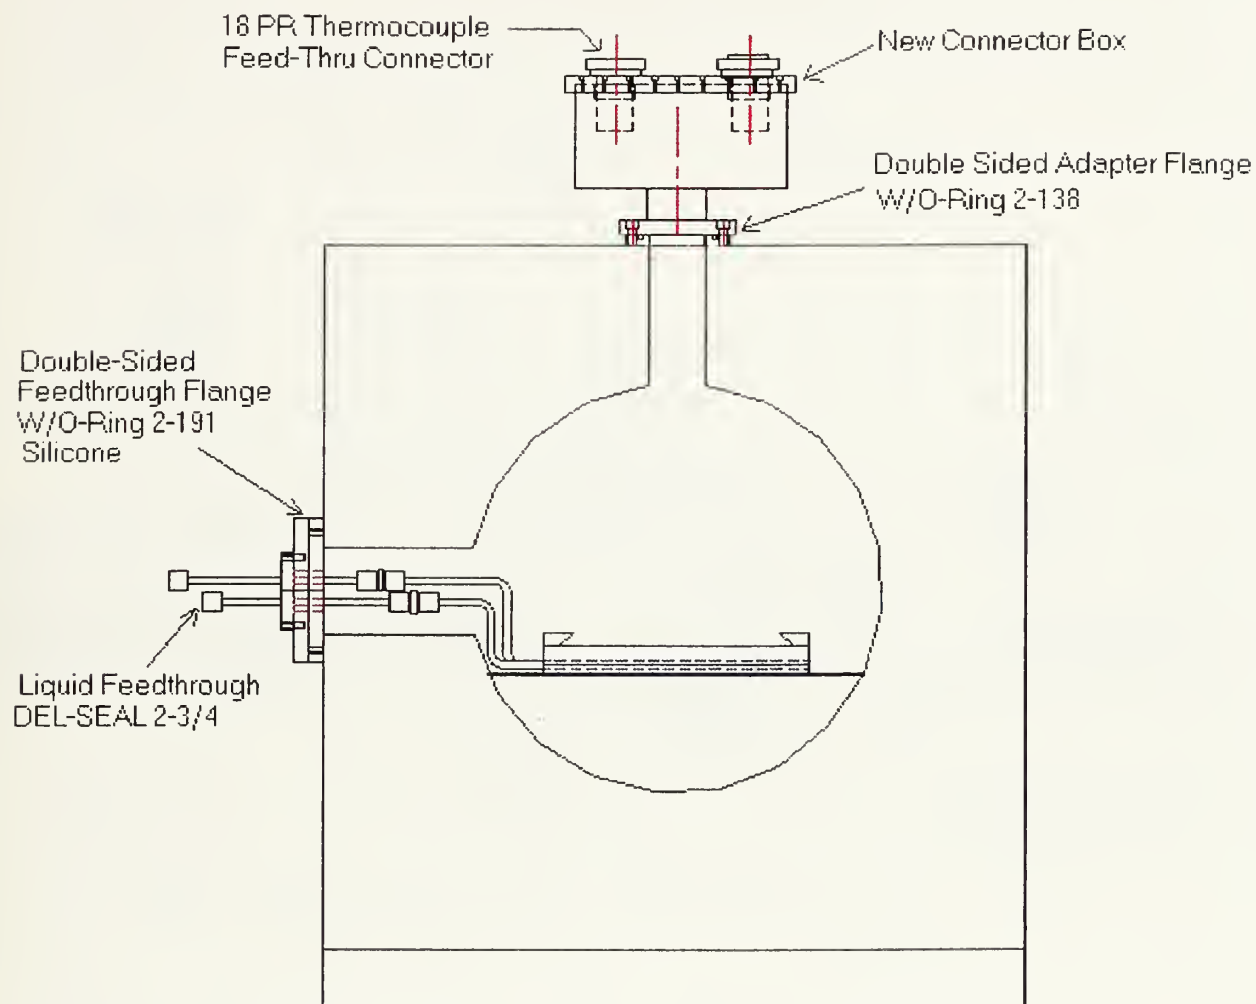 18 PR Thermocouple
Feed-Thru Connector
New Connector Box
Double Sided Adapter Flange
W/O-Ring 2-138
Double-Sided
Feedthrough Flange
W/O-Ring 2-191
Silicone
Liquid Feedthrough
DEL-SEAL 2-3/4